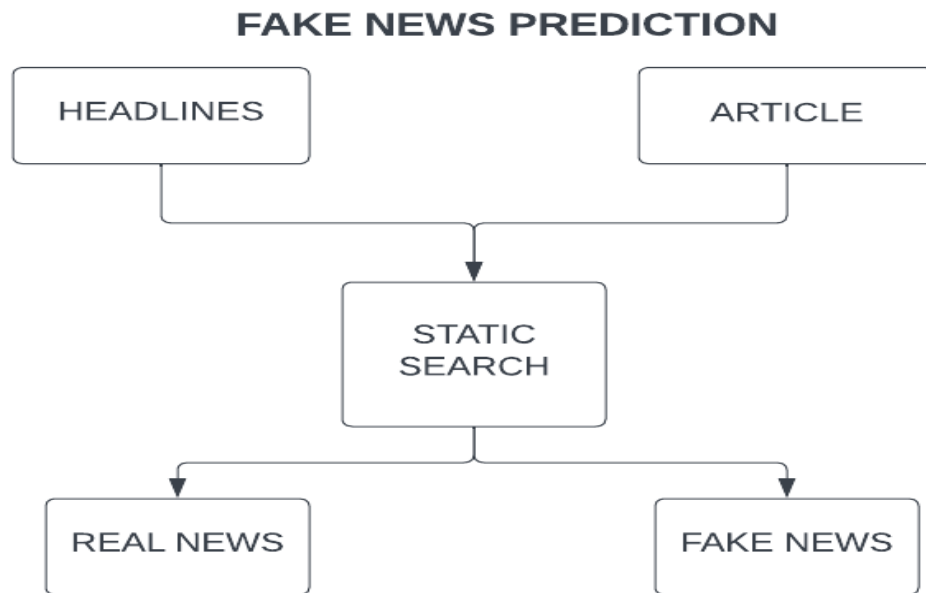 FAKE NEWS PREDICTION
HEADLINES
ARTICLE
STATIC
SEARCH
REAL NEWS
FAKE NEWS